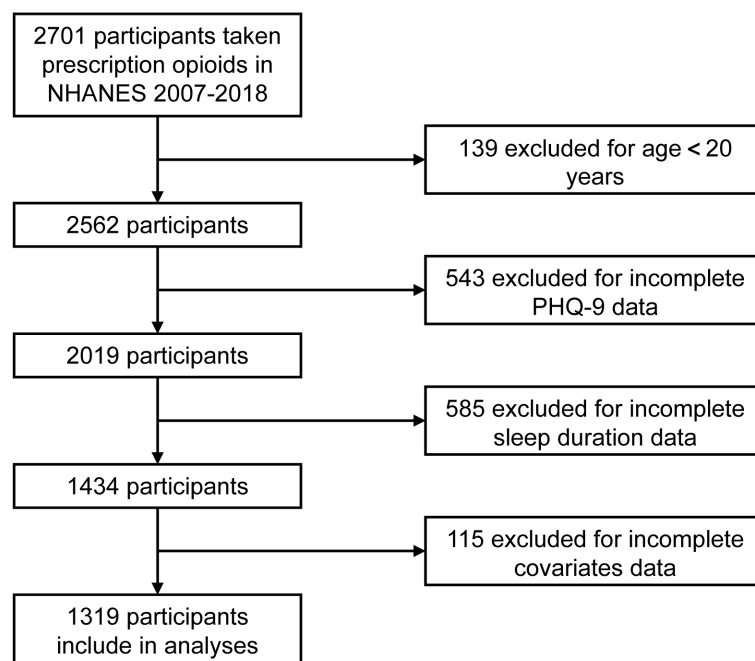 2701 participants taken
prescription opioids in
NHANES 2007-2018
139 excluded for age < 20
years
2562 participants
543 excluded for incomplete
PHQ-9 data
2019 participants
585 excluded for incomplete
sleep duration data
1434 participants
115 excluded for incomplete
covariates data
1319 participants
include in analyses